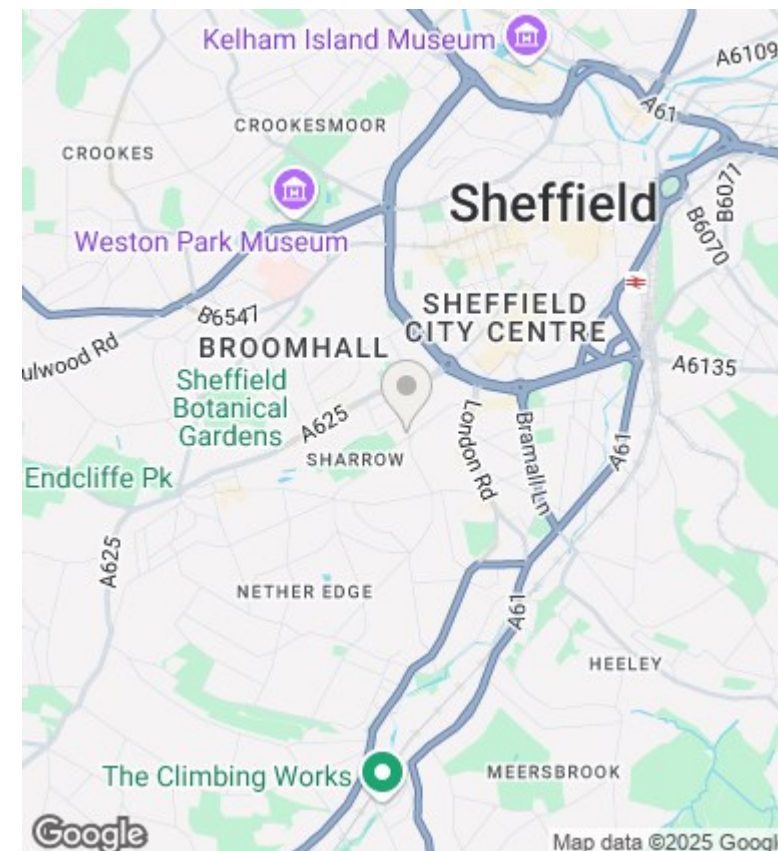 Kelham Island Museum
A6109
A61
CROOKESMOOR
CROOKES
B6071
Sheffield
B6070
Weston Park Museum
B6547
SHEFFIELD
CITY CENTRE
ulwood Rd
BROOMHALL
A6135
Sheffield
Botanical
Gardens
A625
London Rd
Bramall Ln
A61
SHARROW
Endcliffe Pk
A625
NETHER EDGE
A61
HEELEY
The Climbing Works
MEERSBROOK
Google
Map data ©2025 Googl